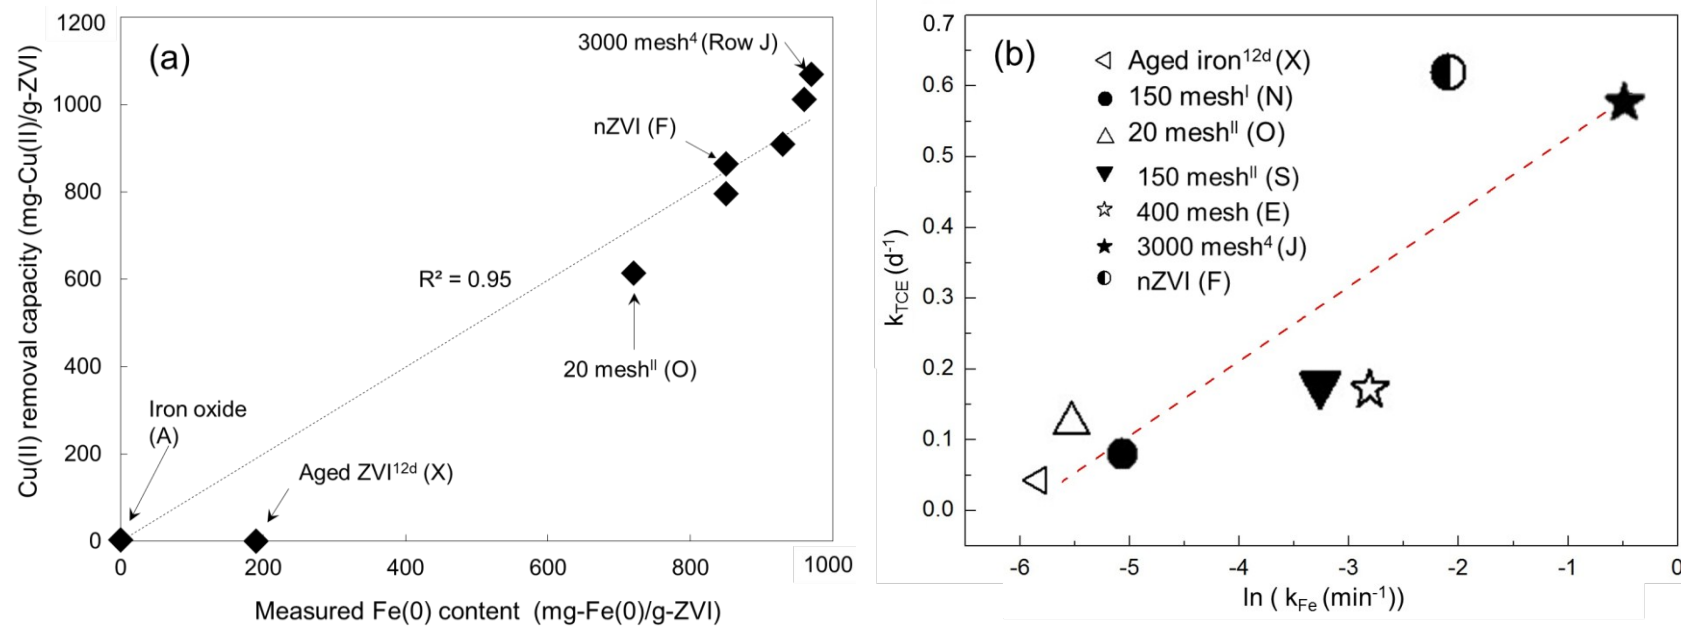 (a)
Cu(II) removal capacity (mg-Cu(II)/g-ZVI)
1200
1000
800
600
400
200
0
3000 mesh⁴ (Row J)
nZVI (F)
R² = 0.95
20 meshᴵᴵ (O)
Iron oxide
(A)
Aged ZVI¹²ᵈ (X)
0
200
400
600
800
1000
Measured Fe(0) content (mg-Fe(0)/g-ZVI)
(b)
k_TCE (d⁻¹)
0.7
0.6
0.5
0.4
0.3
0.2
0.1
0.0
Aged iron¹²ᵈ (X)
150 meshᴵ (N)
20 meshᴵᴵ (O)
150 meshᴵᴵ (S)
400 mesh (E)
3000 mesh⁴ (J)
nZVI (F)
-6
-5
-4
-3
-2
-1
0
ln ( k_Fe (min⁻¹))